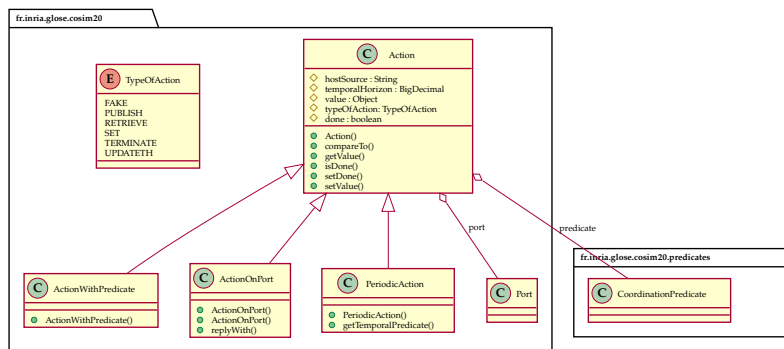 fr.inria.glose.cosim20
C Action
hostSource : String
temporalHorizon : BigDecimal
value : Object
typeOfAction: TypeOfAction
done : boolean
Action()
compareTo()
getValue()
isDone()
setDone()
setValue()
E TypeOfAction
FAKE
PUBLISH
RETRIEVE
SET
TERMINATE
UPDATETH
port
predicate
fr.inria.glose.cosim20.predicates
C ActionWithPredicate
ActionWithPredicate()
C ActionOnPort
ActionOnPort()
ActionOnPort()
replyWith()
C PeriodicAction
PeriodicAction()
getTemporalPredicate()
C Port
C CoordinationPredicate